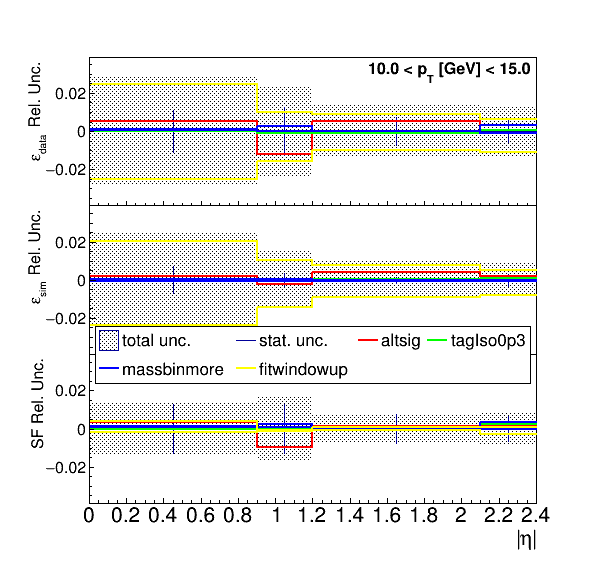 10.0 < p_T [GeV] < 15.0
ε_data Rel. Unc.
0.02
0
−0.02
ε_sim Rel. Unc.
0.02
0
−0.02
total unc. stat. unc. altsig tagIso0p3
massbinmore fitwindowup
SF Rel. Unc.
0.02
0
−0.02
0 0.2 0.4 0.6 0.8 1 1.2 1.4 1.6 1.8 2 2.2 2.4
|η|